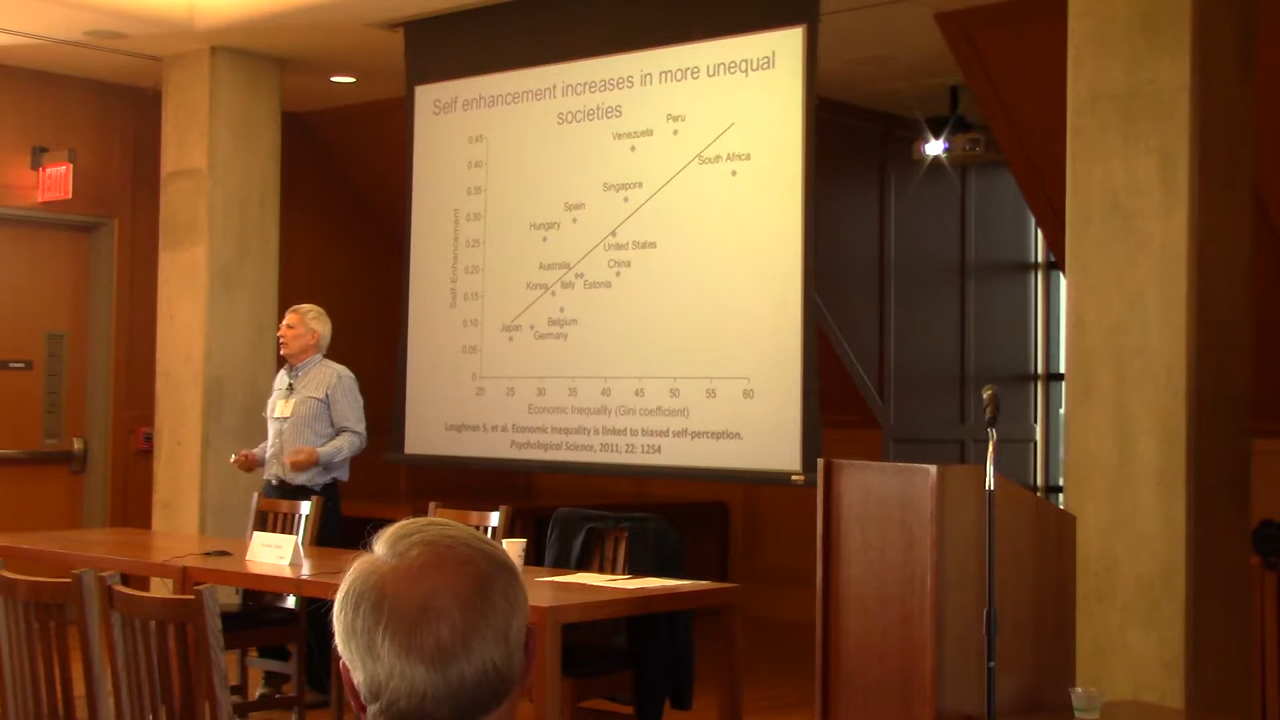 Self enhancement increases in more unequal
societies
Peru
0.45
Venezuela
0.40
South Africa
0.35
Singapore
Spain
0.30
Hungary
0.25
United States
Self-Enhancement
Australia
China
0.20
Korea
Italy
Estonia
0.15
Belgium
0.10
Japan
Germany
0.05
0
20 25 30 35 40 45 50 55 60
Economic Inequality (Gini coefficient)
Loughnan S, et al. Economic Inequality is linked to biased self-perception.
Psychological Science, 2011; 22: 1254
EXIT